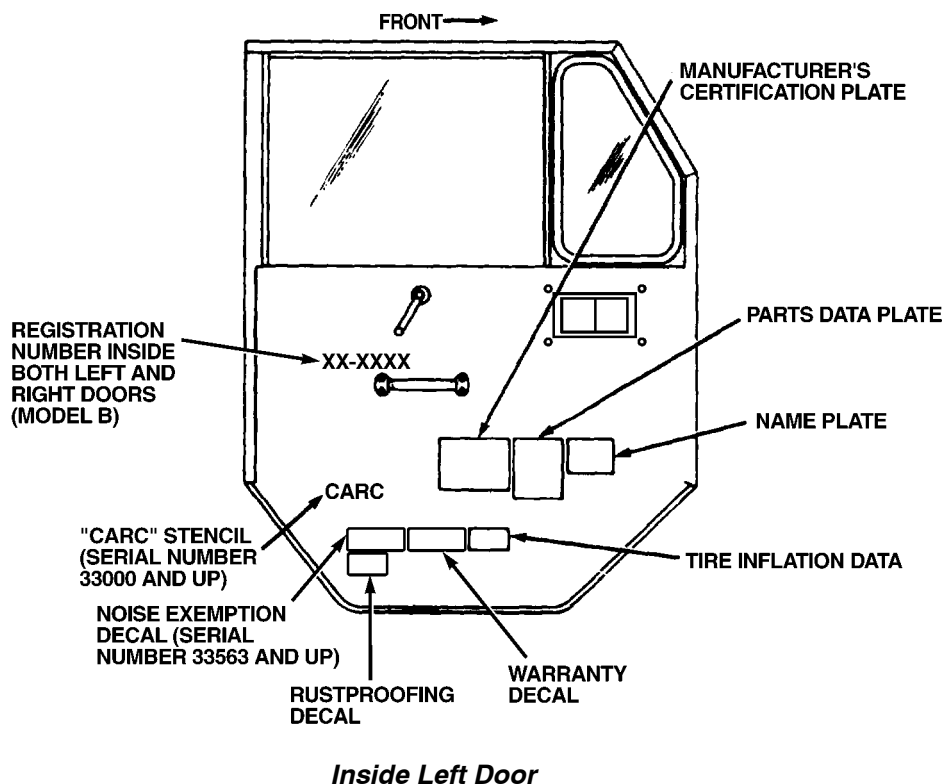 FRONT
MANUFACTURER'S
CERTIFICATION PLATE
REGISTRATION
NUMBER INSIDE
BOTH LEFT AND
RIGHT DOORS
(MODEL B)
XX-XXXX
PARTS DATA PLATE
NAME PLATE
CARC
"CARC" STENCIL
(SERIAL NUMBER
33000 AND UP)
TIRE INFLATION DATA
NOISE EXEMPTION
DECAL (SERIAL
NUMBER 33563 AND UP)
WARRANTY
DECAL
RUSTPROOFING
DECAL
Inside Left Door